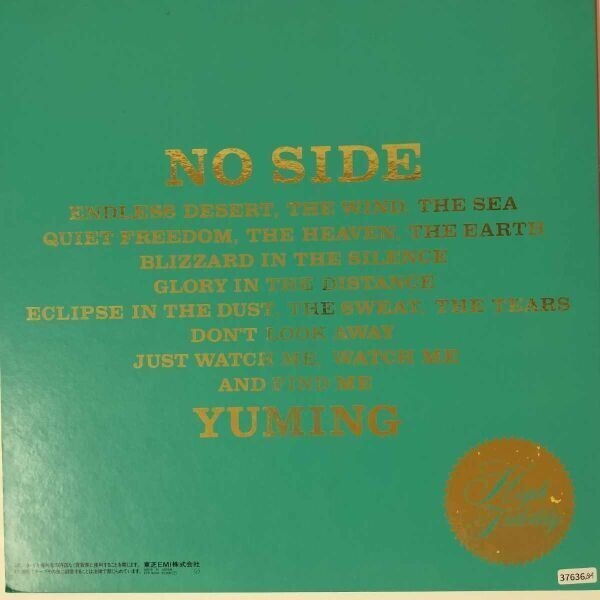 NO SIDE
ENDLESS DESERT, THE WIND, THE SEA
QUIET FREEDOM, THE HEAVEN, THE EARTH
BLIZZARD IN THE SILENCE
GLORY IN THE DISTANCE
ECLIPSE IN THE DUST, THE SWEAT, THE TEARS
DON'T LOOK AWAY
JUST WATCH ME, WATCH ME
AND FIND ME
YUMING
High
東芝EMI株式会社
37636